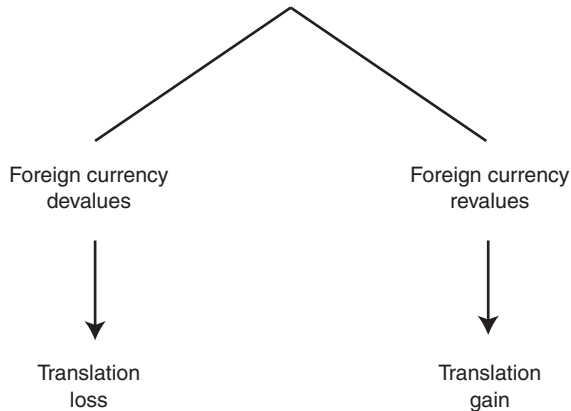 Foreign currency
devalues
Foreign currency
revalues
Translation
loss
Translation
gain